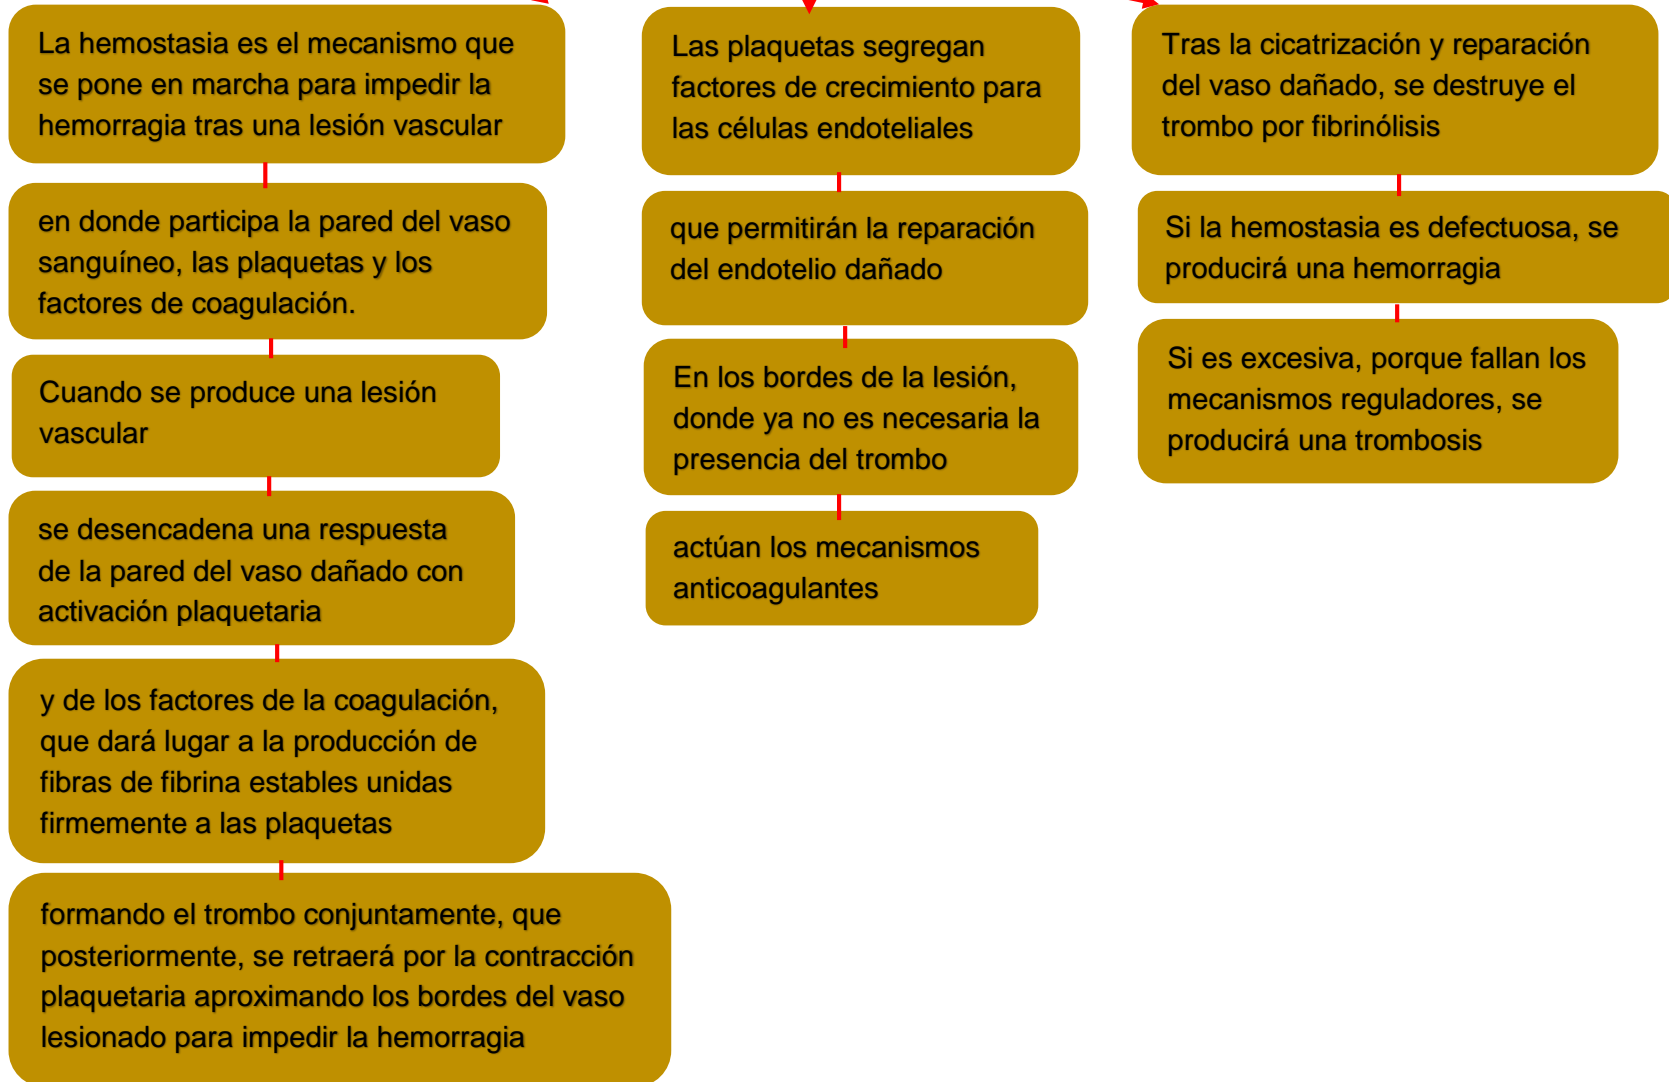 La hemostasia es el mecanismo que
se pone en marcha para impedir la
hemorragia tras una lesión vascular
en donde participa la pared del vaso
sanguíneo, las plaquetas y los
factores de coagulación.
Cuando se produce una lesión
vascular
se desencadena una respuesta
de la pared del vaso dañado con
activación plaquetaria
y de los factores de la coagulación,
que dará lugar a la producción de
fibras de fibrina estables unidas
firmemente a las plaquetas
formando el trombo conjuntamente, que
posteriormente, se retraerá por la contracción
plaquetaria aproximando los bordes del vaso
lesionado para impedir la hemorragia
Las plaquetas segregan
factores de crecimiento para
las células endoteliales
que permitirán la reparación
del endotelio dañado
En los bordes de la lesión,
donde ya no es necesaria la
presencia del trombo
actúan los mecanismos
anticoagulantes
Tras la cicatrización y reparación
del vaso dañado, se destruye el
trombo por fibrinólisis
Si la hemostasia es defectuosa, se
producirá una hemorragia
Si es excesiva, porque fallan los
mecanismos reguladores, se
producirá una trombosis